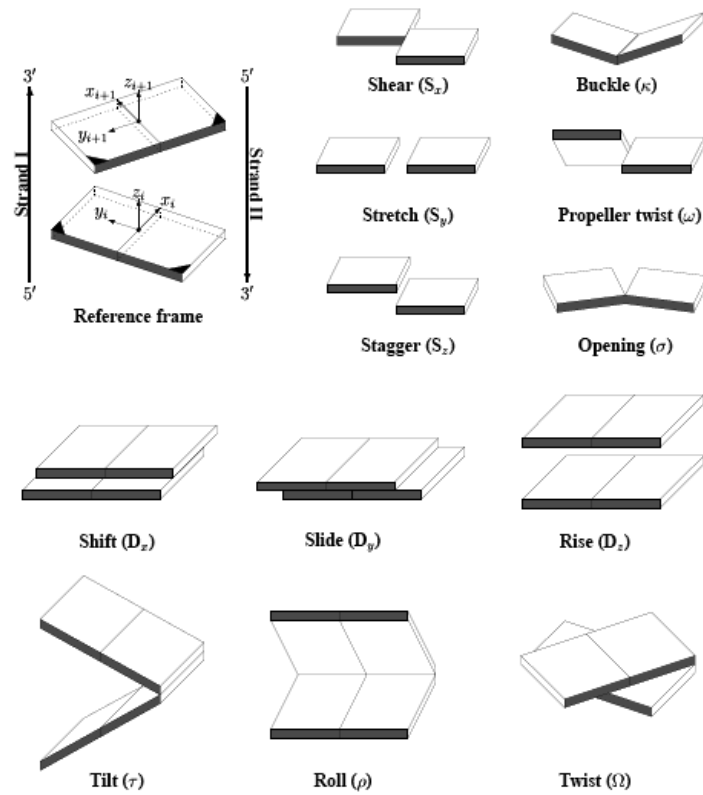 3′
5′
x_{i+1}
z_{i+1}
y_{i+1}
Strand I
Strand II
z_i
x_i
y_i
5′
3′
Reference frame
Shear (S_x)
Buckle (κ)
Stretch (S_y)
Propeller twist (ω)
Stagger (S_z)
Opening (σ)
Shift (D_x)
Slide (D_y)
Rise (D_z)
Tilt (τ)
Roll (ρ)
Twist (Ω)